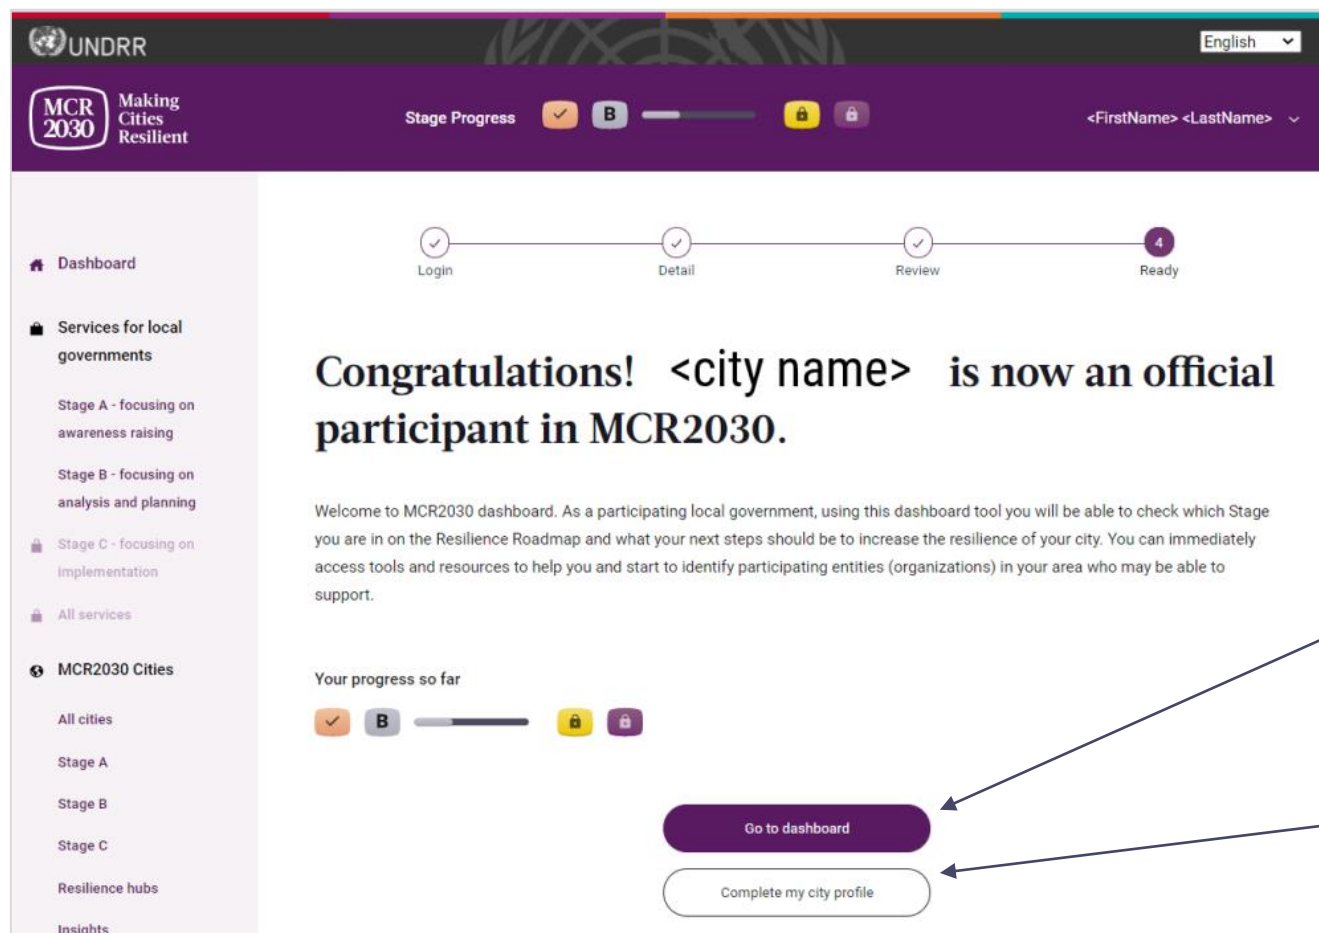 UNDRR
English
MCR
2030
Making
Cities
Resilient
Stage Progress
B
<FirstName> <LastName>
Dashboard
Services for local
governments
Stage A - focusing on
awareness raising
Stage B - focusing on
analysis and planning
Stage C - focusing on
implementation
All services
MCR2030 Cities
All cities
Stage A
Stage B
Stage C
Resilience hubs
Insights
Login
Detail
Review
4
Ready
Congratulations! <city name> is now an official
participant in MCR2030.
Welcome to MCR2030 dashboard. As a participating local government, using this dashboard tool you will be able to check which Stage
you are in on the Resilience Roadmap and what your next steps should be to increase the resilience of your city. You can immediately
access tools and resources to help you and start to identify participating entities (organizations) in your area who may be able to
support.
Your progress so far
B
Go to dashboard
Complete my city profile